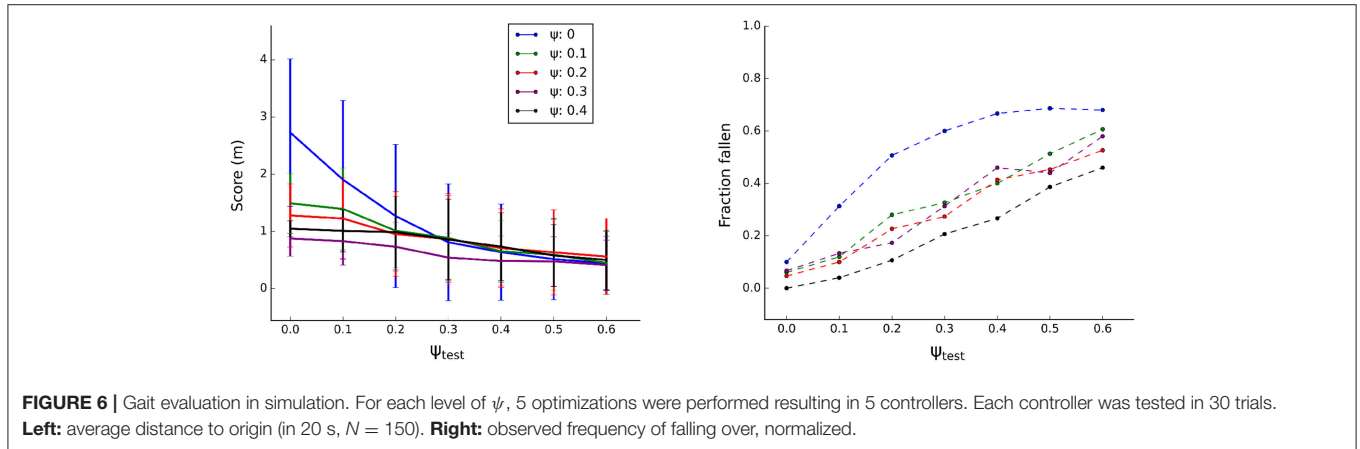 4
3
2
1
0
Score (m)
0.0 0.1 0.2 0.3 0.4 0.5 0.6
Ψtest
ψ: 0
ψ: 0.1
ψ: 0.2
ψ: 0.3
ψ: 0.4
1.0
0.8
0.6
0.4
0.2
0.0
Fraction fallen
0.0 0.1 0.2 0.3 0.4 0.5 0.6
Ψtest
FIGURE 6 | Gait evaluation in simulation. For each level of ψ, 5 optimizations were performed resulting in 5 controllers. Each controller was tested in 30 trials.
Left: average distance to origin (in 20 s, N = 150). Right: observed frequency of falling over, normalized.